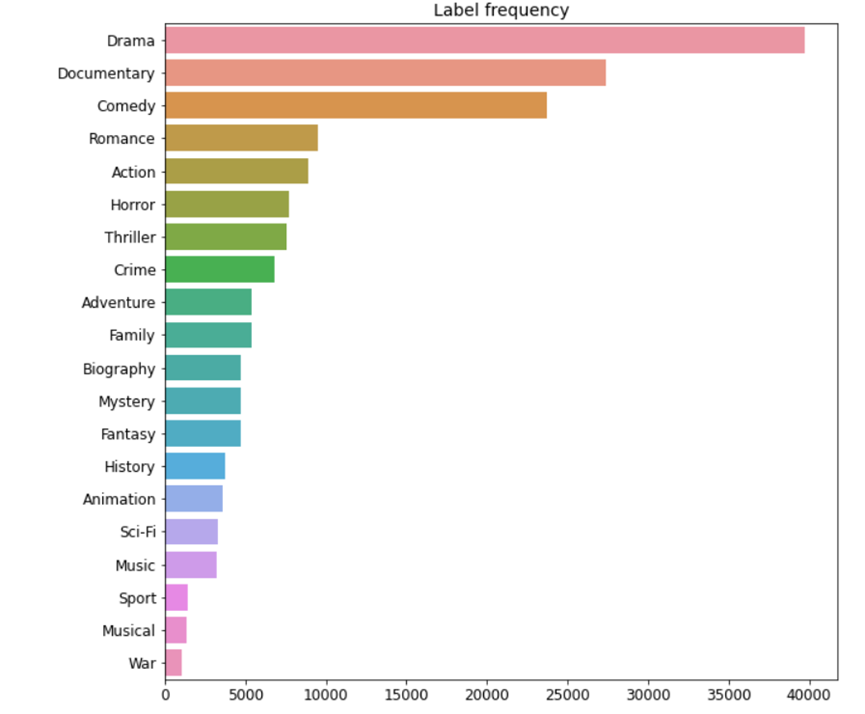 Label frequency
Drama
Documentary
Comedy
Romance
Action
Horror
Thriller
Crime
Adventure
Family
Biography
Mystery
Fantasy
History
Animation
Sci-Fi
Music
Sport
Musical
War
0 5000 10000 15000 20000 25000 30000 35000 40000